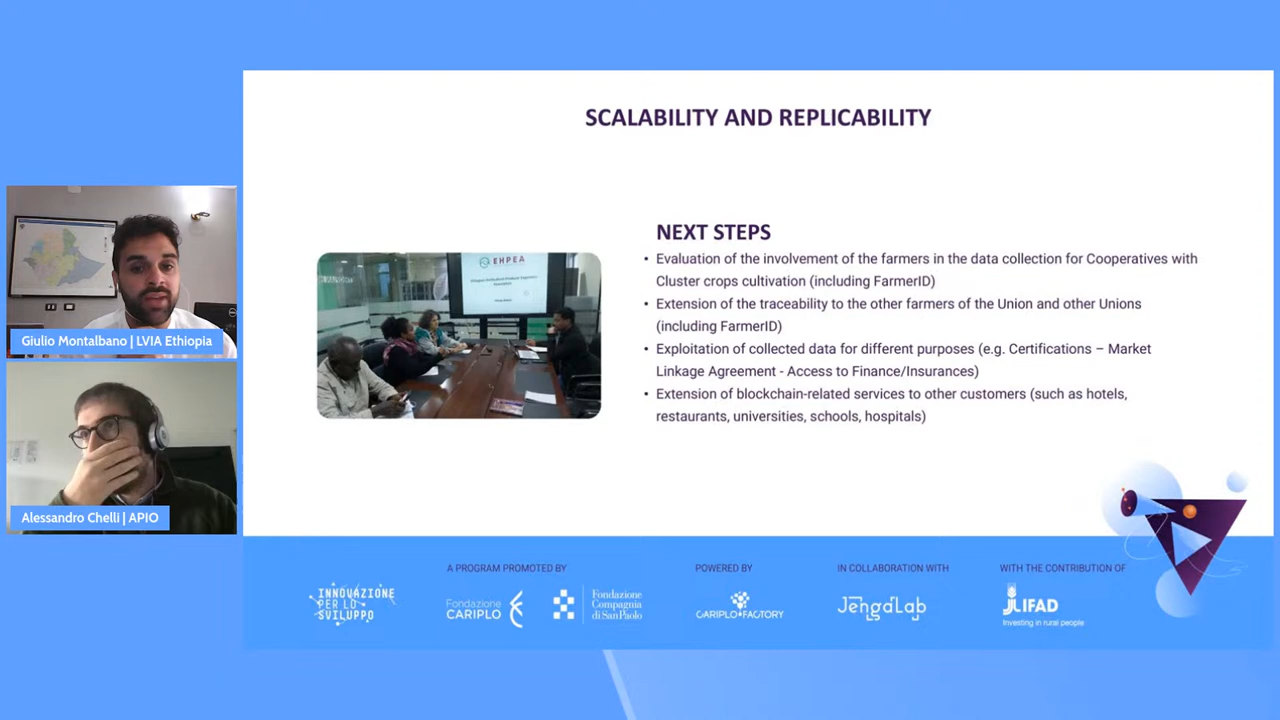 SCALABILITY AND REPLICABILITY
EHPEA
NEXT STEPS
• Evaluation of the involvement of the farmers in the data collection for Cooperatives with
Cluster crops cultivation (including FarmerID)
• Extension of the traceability to the other farmers of the Union and other Unions
(including FarmerID)
• Exploitation of collected data for different purposes (e.g. Certifications – Market
Linkage Agreement - Access to Finance/Insurances)
• Extension of blockchain-related services to other customers (such as hotels,
restaurants, universities, schools, hospitals)
Giulio Montalbano | LVIA Ethiopia
Alessandro Chelli | APIO
INNOVAZIONE
PER LO
SVILUPPO
A PROGRAM PROMOTED BY
Fondazione
CARIPLO
Fondazione
Compagnia
di SanPaolo
POWERED BY
CARIPLO FACTORY
IN COLLABORATION WITH
JengaLab
WITH THE CONTRIBUTION OF
IFAD
Investing in rural people